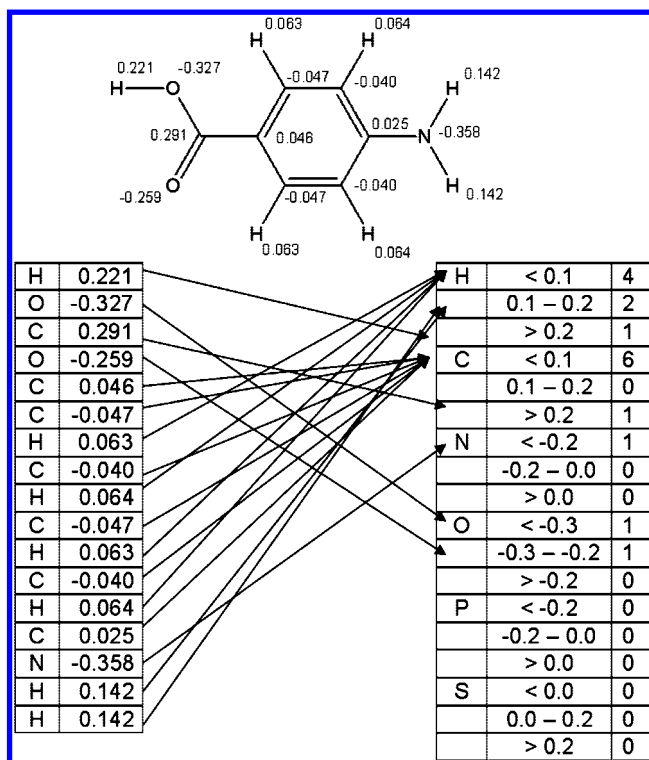 0.063 0.064
H H
0.221 -0.327 -0.047 -0.040 H 0.142
H O
0.291 0.046 0.025 N -0.358
O -0.040 H 0.142
-0.259 -0.047
H H
0.063 0.064
H 0.221 H < 0.1 4
O -0.327 0.1 – 0.2 2
C 0.291 > 0.2 1
O -0.259 C < 0.1 6
C 0.046 0.1 – 0.2 0
C -0.047 > 0.2 1
H 0.063 N < -0.2 1
C -0.040 -0.2 – 0.0 0
H 0.064 > 0.0 0
C -0.047 O < -0.3 1
H 0.063 -0.3 – -0.2 1
C -0.040 > -0.2 0
H 0.064 P < -0.2 0
C 0.025 -0.2 – 0.0 0
N -0.358 > 0.0 0
H 0.142 S < 0.0 0
H 0.142 0.0 – 0.2 0
> 0.2 0